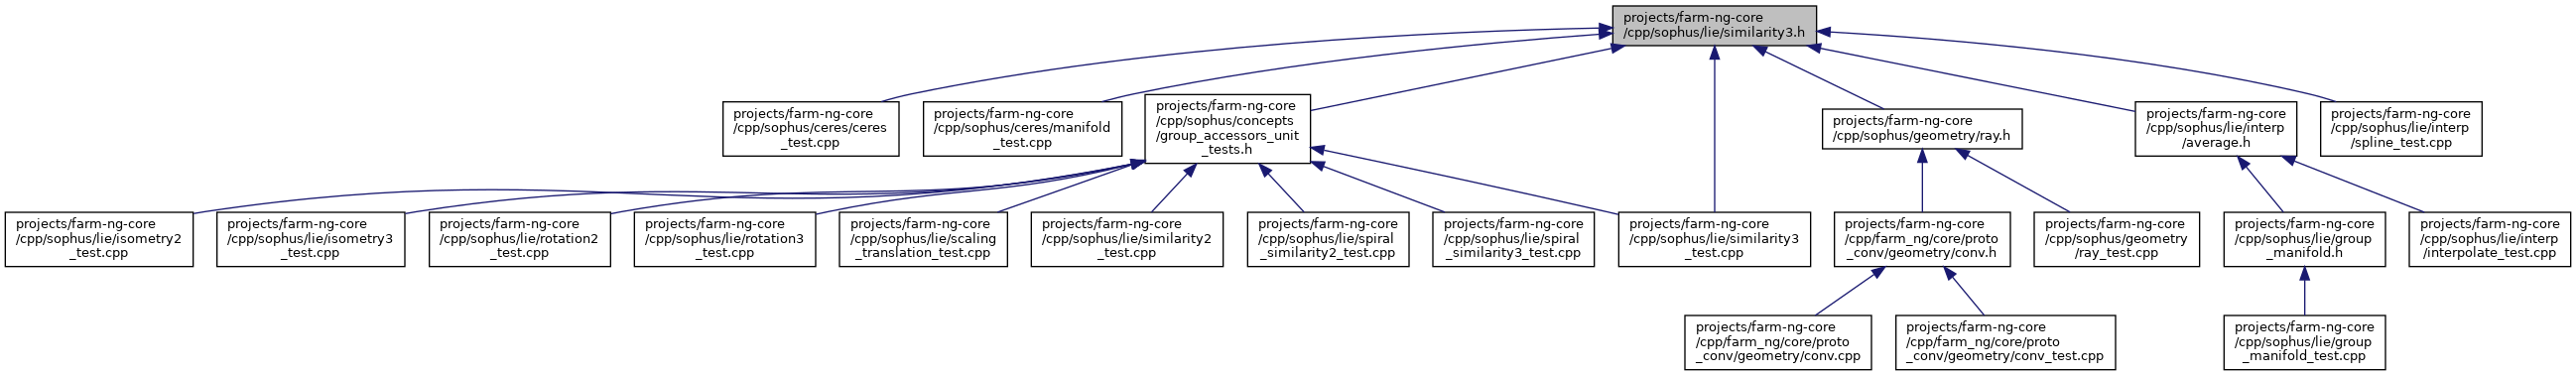 projects/farm-ng-core
/cpp/sophus/lie/similarity3.h
projects/farm-ng-core
/cpp/sophus/ceres/ceres
_test.cpp
projects/farm-ng-core
/cpp/sophus/ceres/manifold
_test.cpp
projects/farm-ng-core
/cpp/sophus/concepts
/group_accessors_unit
_tests.h
projects/farm-ng-core
/cpp/sophus/geometry/ray.h
projects/farm-ng-core
/cpp/sophus/lie/interp
/average.h
projects/farm-ng-core
/cpp/sophus/lie/interp
/spline_test.cpp
projects/farm-ng-core
/cpp/sophus/lie/isometry2
_test.cpp
projects/farm-ng-core
/cpp/sophus/lie/isometry3
_test.cpp
projects/farm-ng-core
/cpp/sophus/lie/rotation2
_test.cpp
projects/farm-ng-core
/cpp/sophus/lie/rotation3
_test.cpp
projects/farm-ng-core
/cpp/sophus/lie/scaling
_translation_test.cpp
projects/farm-ng-core
/cpp/sophus/lie/similarity2
_test.cpp
projects/farm-ng-core
/cpp/sophus/lie/spiral
_similarity2_test.cpp
projects/farm-ng-core
/cpp/sophus/lie/spiral
_similarity3_test.cpp
projects/farm-ng-core
/cpp/sophus/lie/similarity3
_test.cpp
projects/farm-ng-core
/cpp/farm_ng/core/proto
_conv/geometry/conv.h
projects/farm-ng-core
/cpp/sophus/geometry
/ray_test.cpp
projects/farm-ng-core
/cpp/sophus/lie/group
_manifold.h
projects/farm-ng-core
/cpp/sophus/lie/interp
/interpolate_test.cpp
projects/farm-ng-core
/cpp/farm_ng/core/proto
_conv/geometry/conv.cpp
projects/farm-ng-core
/cpp/farm_ng/core/proto
_conv/geometry/conv_test.cpp
projects/farm-ng-core
/cpp/sophus/lie/group
_manifold_test.cpp